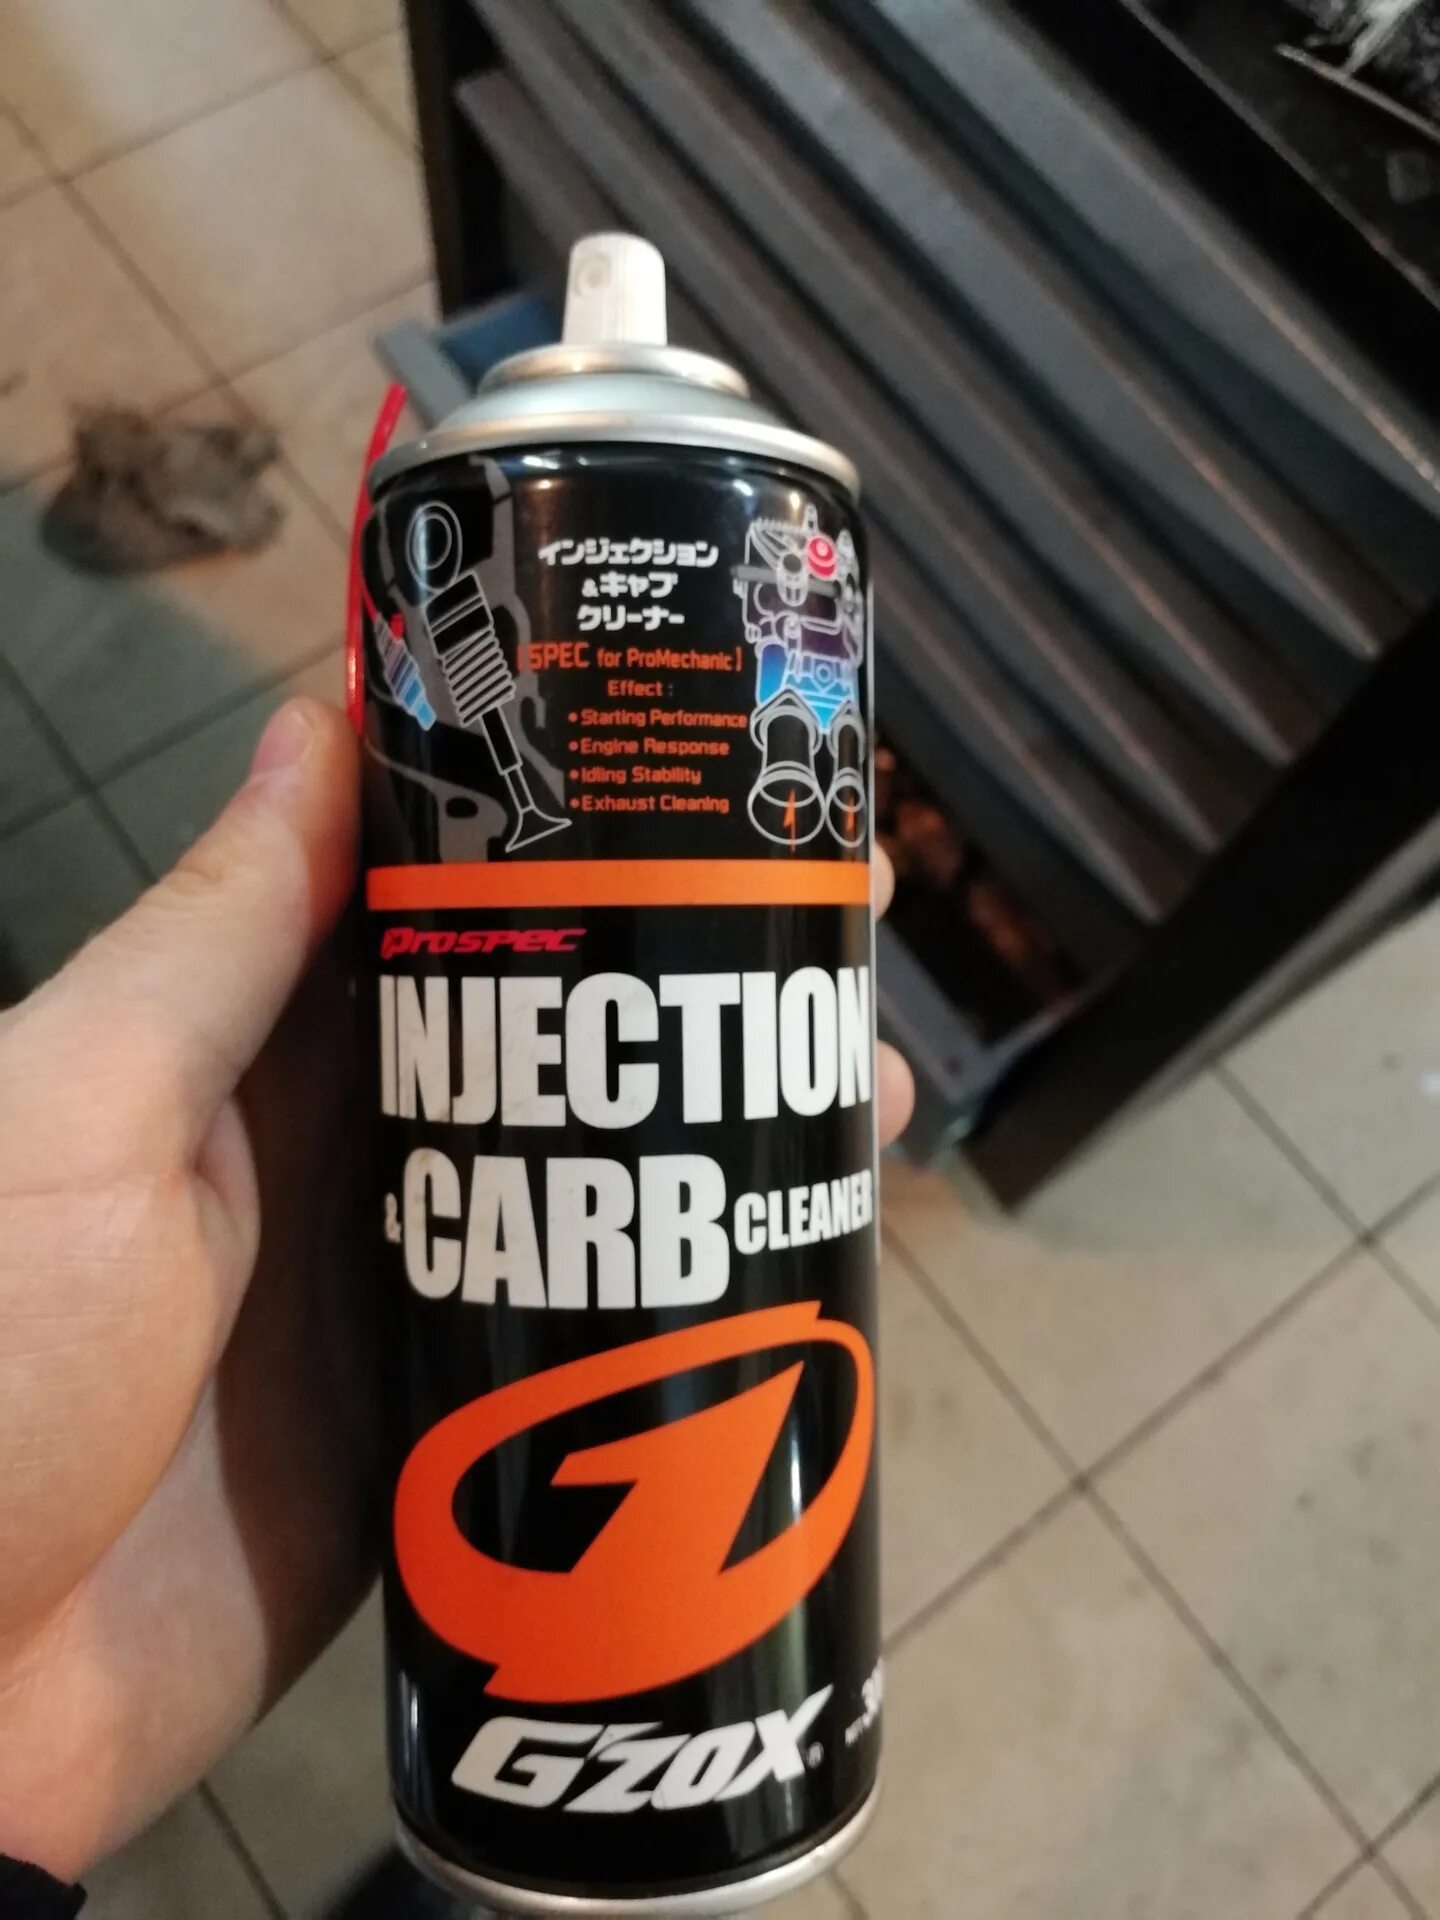 インジェクション
&キャブ
クリーナー
[SPEC for ProMechanic]
Effect :
• Starting Performance
• Engine Response
• Idling Stability
• Exhaust Cleaning
Prospec
INJECTION
& CARB CLEANER
G'ZOX®
NET